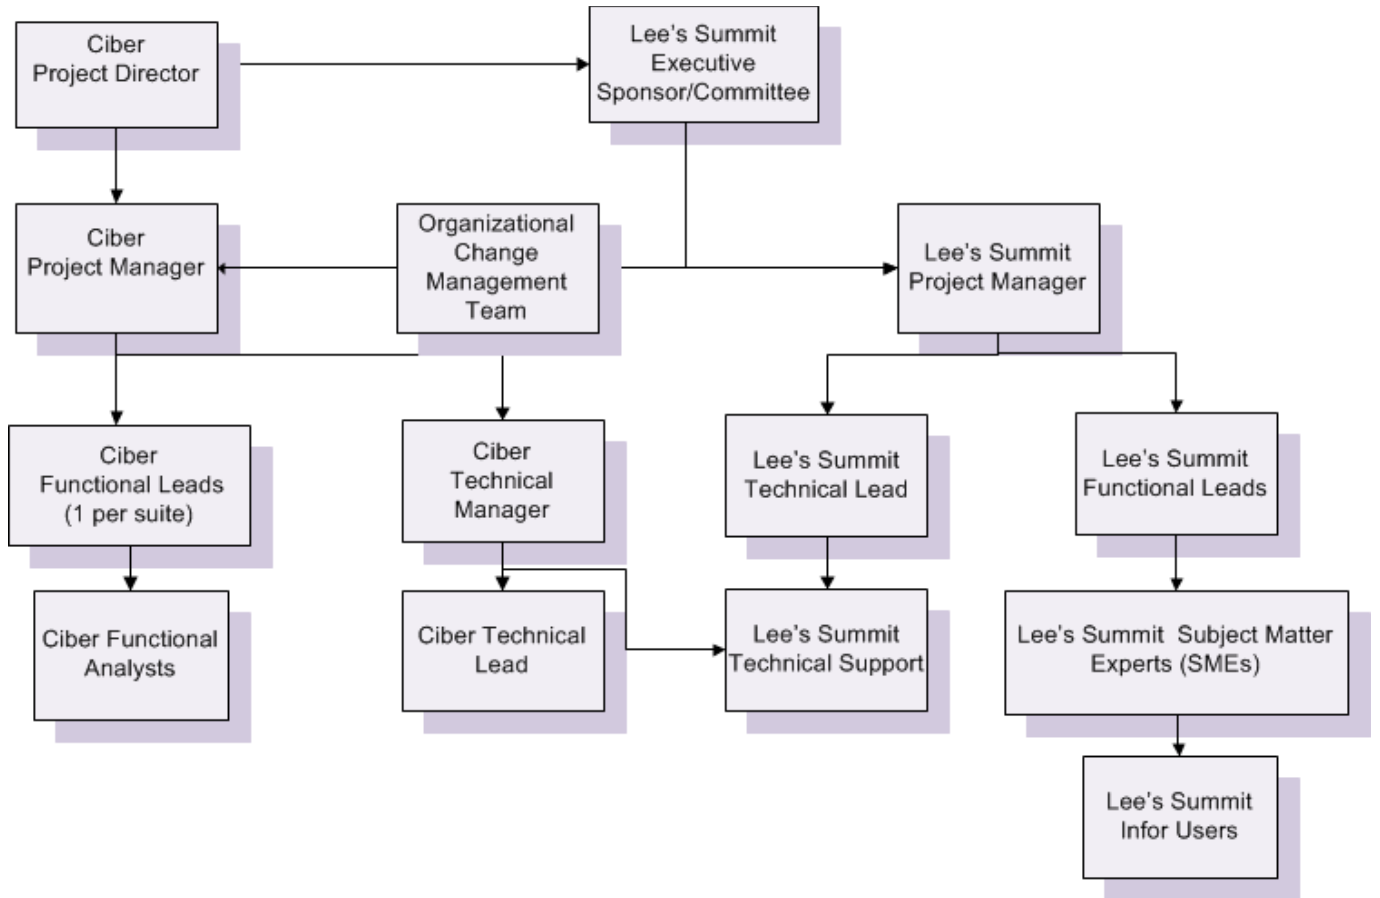 Ciber
Project Director
Lee's Summit
Executive
Sponsor/Committee
Ciber
Project Manager
Organizational
Change
Management
Team
Lee's Summit
Project Manager
Ciber
Functional Leads
(1 per suite)
Ciber
Technical
Manager
Lee's Summit
Technical Lead
Lee's Summit
Functional Leads
Ciber Functional
Analysts
Ciber Technical
Lead
Lee's Summit
Technical Support
Lee's Summit  Subject Matter
Experts (SMEs)
Lee's Summit
Infor Users